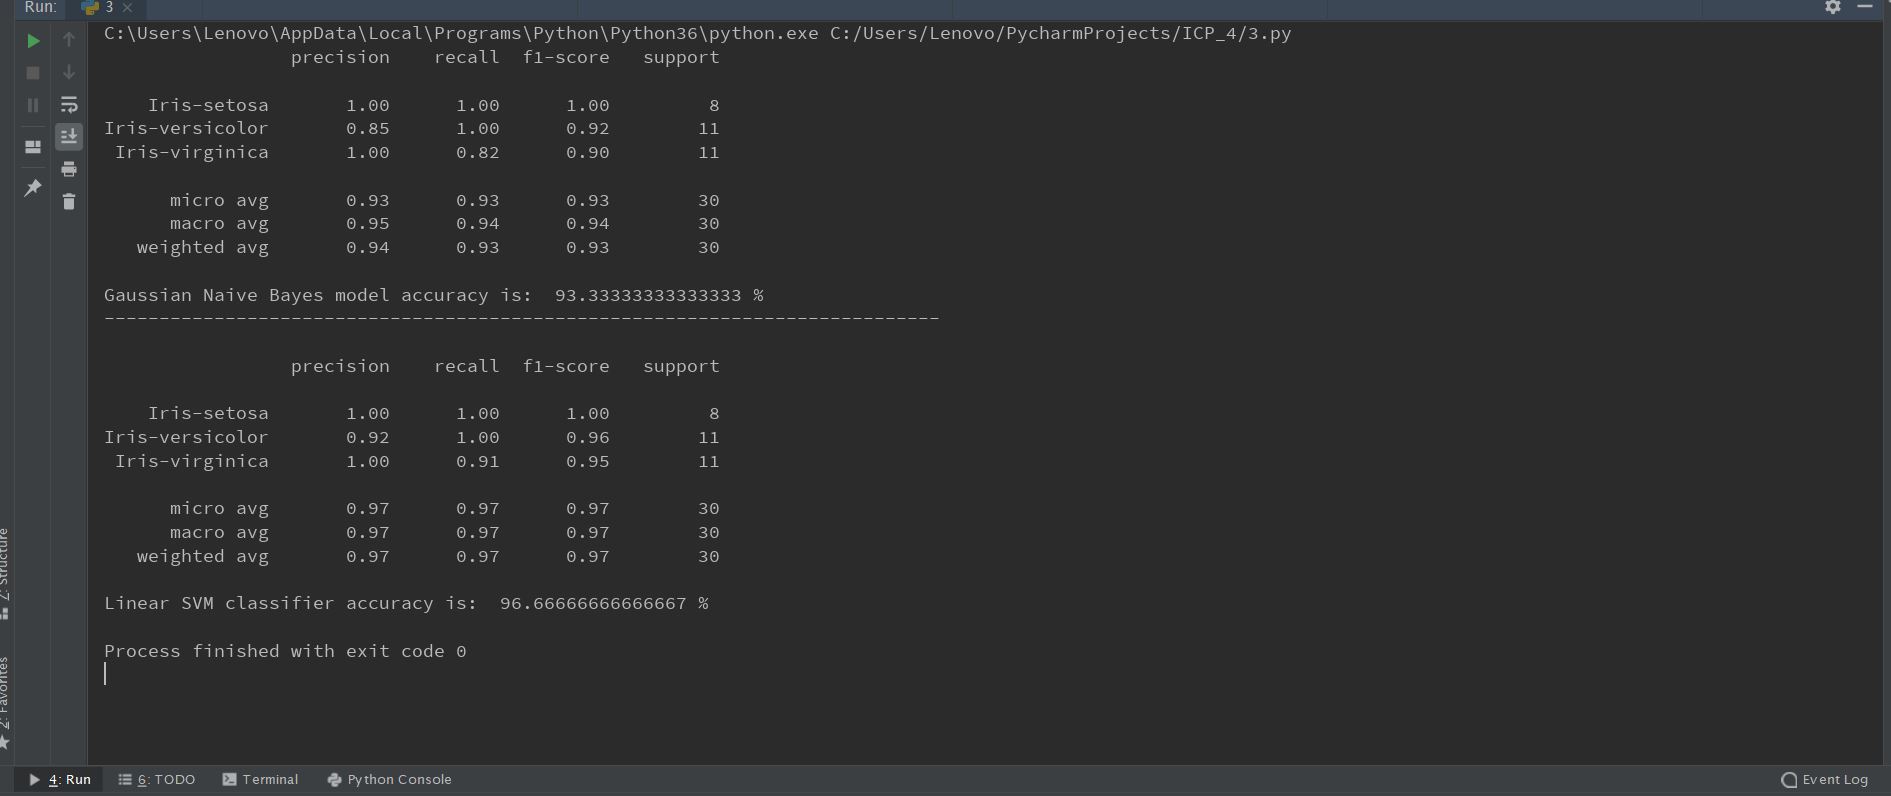 Run: 3
C:\Users\Lenovo\AppData\Local\Programs\Python\Python36\python.exe C:/Users/Lenovo/PycharmProjects/ICP_4/3.py
precision recall f1-score support
Iris-setosa 1.00 1.00 1.00 8
Iris-versicolor 0.85 1.00 0.92 11
Iris-virginica 1.00 0.82 0.90 11
micro avg 0.93 0.93 0.93 30
macro avg 0.95 0.94 0.94 30
weighted avg 0.94 0.93 0.93 30
Gaussian Naive Bayes model accuracy is: 93.33333333333333 %
----------------------------------------------------------------------------
precision recall f1-score support
Iris-setosa 1.00 1.00 1.00 8
Iris-versicolor 0.92 1.00 0.96 11
Iris-virginica 1.00 0.91 0.95 11
micro avg 0.97 0.97 0.97 30
macro avg 0.97 0.97 0.97 30
weighted avg 0.97 0.97 0.97 30
Linear SVM classifier accuracy is: 96.66666666666667 %
Process finished with exit code 0
7: Structure
2: Favorites
4: Run 6: TODO Terminal Python Console Event Log